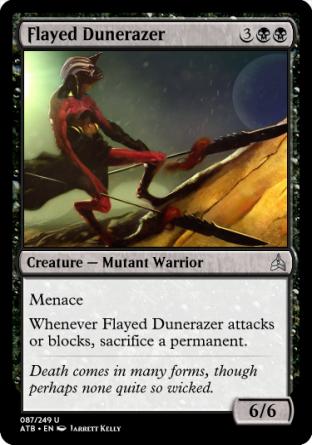 Flayed Dunerazer 3
Creature — Mutant Warrior
Menace
Whenever Flayed Dunerazer attacks
or blocks, sacrifice a permanent.
Death comes in many forms, though
perhaps none quite so wicked.
6/6
087/249 U
ATB • EN Jarrett Kelly